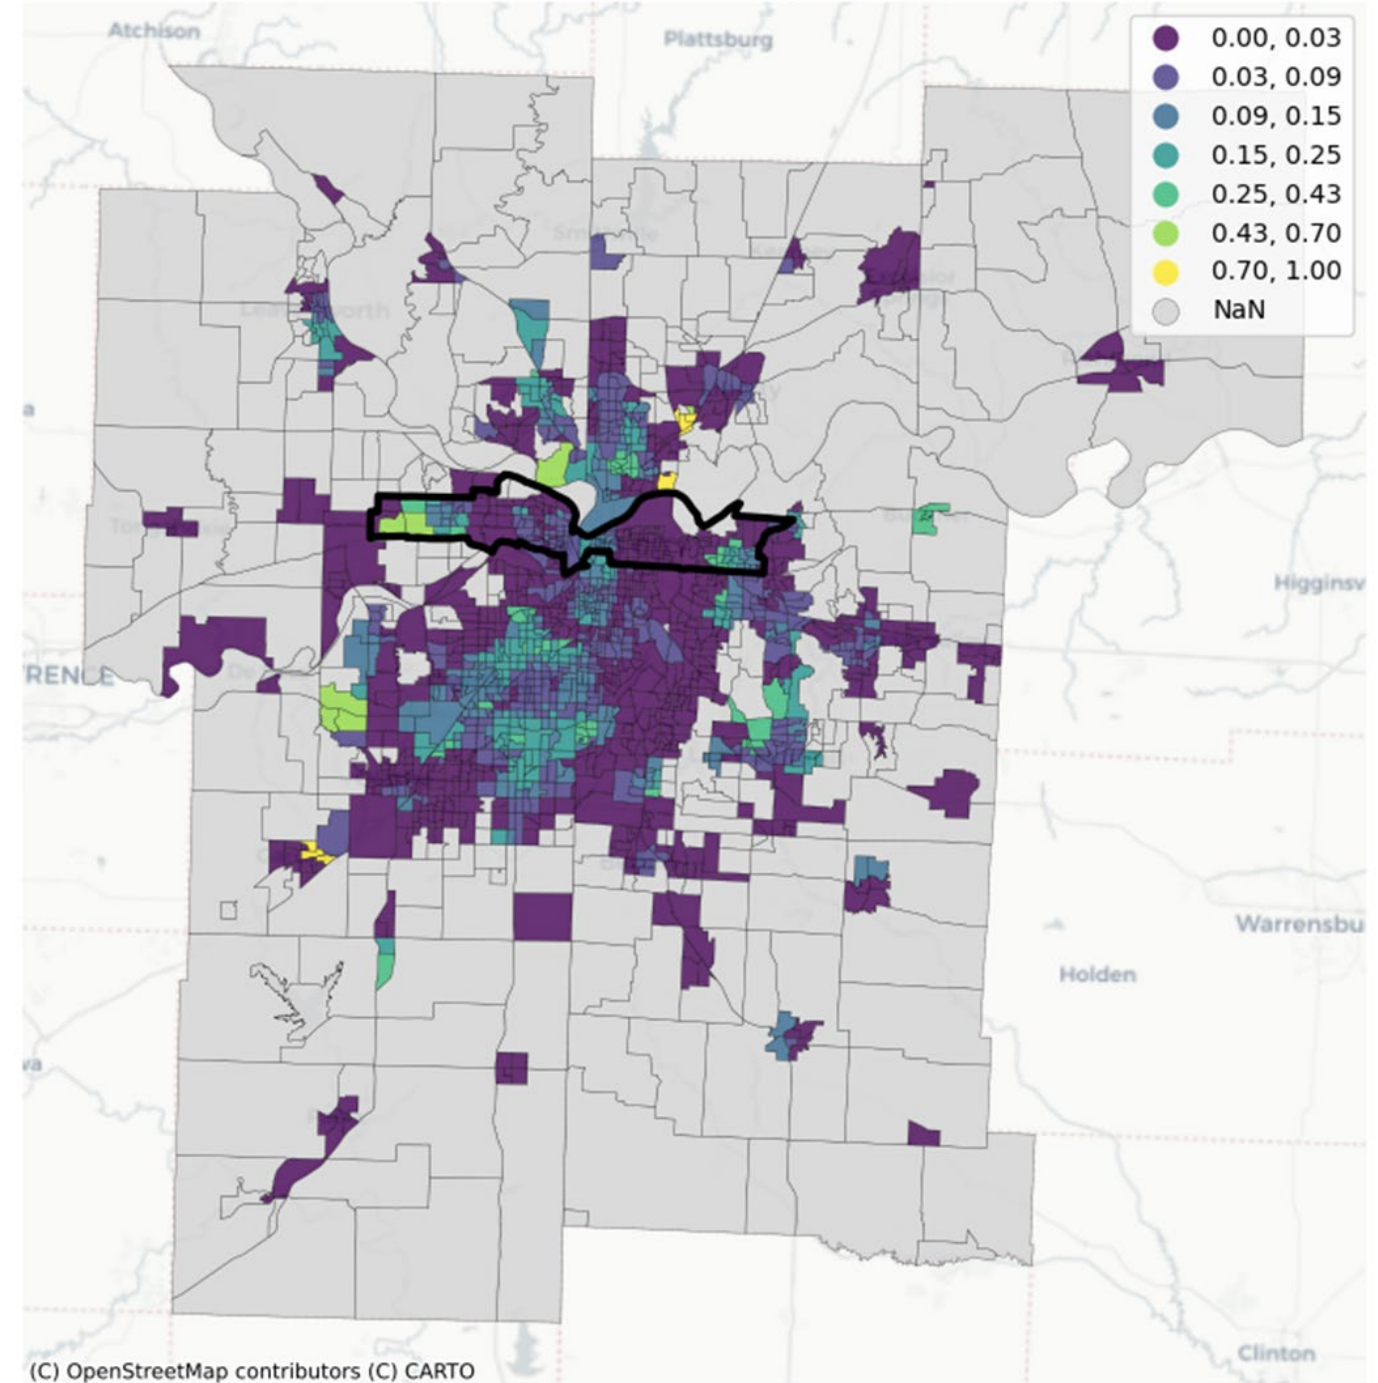 Atchison
Plattsburg
0.00, 0.03
0.03, 0.09
0.09, 0.15
0.15, 0.25
0.25, 0.43
0.43, 0.70
0.70, 1.00
NaN
Higginsv
RENCE
Warrensbu
Holden
Clinton
(C) OpenStreetMap contributors (C) CARTO